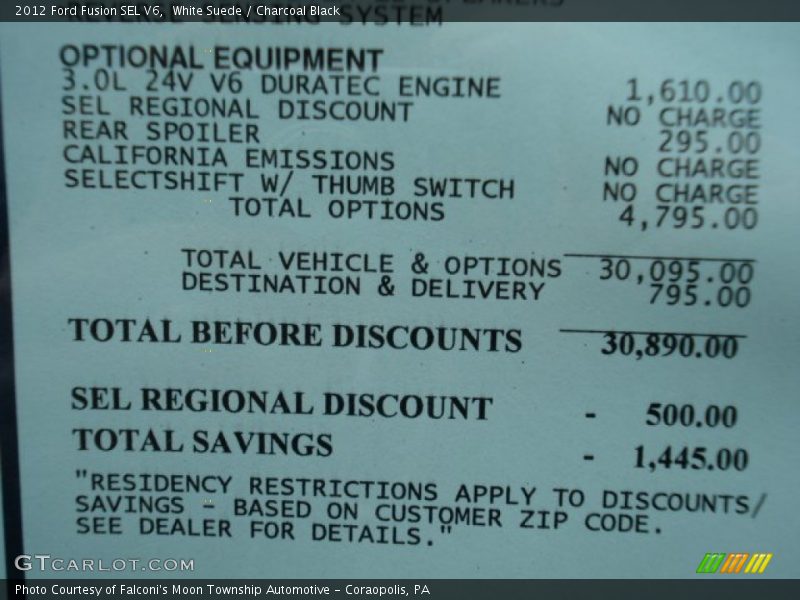 2012 Ford Fusion SEL V6, White Suede / Charcoal Black
REVERSE SENSING SYSTEM
OPTIONAL EQUIPMENT
3.0L 24V V6 DURATEC ENGINE 1,610.00
SEL REGIONAL DISCOUNT NO CHARGE
REAR SPOILER 295.00
CALIFORNIA EMISSIONS NO CHARGE
SELECTSHIFT W/ THUMB SWITCH NO CHARGE
TOTAL OPTIONS 4,795.00
TOTAL VEHICLE & OPTIONS 30,095.00
DESTINATION & DELIVERY 795.00
TOTAL BEFORE DISCOUNTS 30,890.00
SEL REGIONAL DISCOUNT - 500.00
TOTAL SAVINGS - 1,445.00
"RESIDENCY RESTRICTIONS APPLY TO DISCOUNTS/
SAVINGS - BASED ON CUSTOMER ZIP CODE.
SEE DEALER FOR DETAILS."
GTCARLOT.COM
Photo Courtesy of Falconi's Moon Township Automotive - Coraopolis, PA